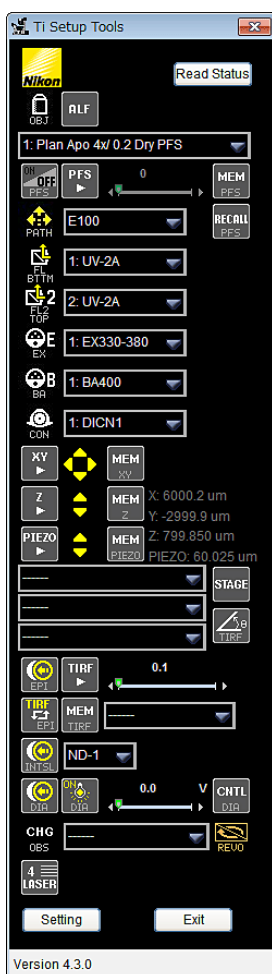 Ti Setup Tools
Nikon
Read Status
OBJ
ALF
1: Plan Apo 4x/ 0.2 Dry PFS
ON OFF PFS
PFS
0
MEM PFS
PATH
E100
RECALL PFS
FL BTTM
1: UV-2A
2
FL2 TOP
2: UV-2A
E
EX
1: EX330-380
B
BA
1: BA400
CON
1: DICN1
XY
MEM XY
Z
MEM Z
X: 6000.2 um
Y: -2999.9 um
PIEZO
MEM PIEZO
Z: 799.850 um
PIEZO: 60.025 um
------
STAGE
------
------
θ
TIRF
EPI
TIRF
0.1
TIRF EPI
MEM TIRF
------
INTSL
ND-1
DIA
ON DIA
0.0 V
CNTL DIA
CHG OBS
------
REVO
4 LASER
Setting
Exit
Version 4.3.0